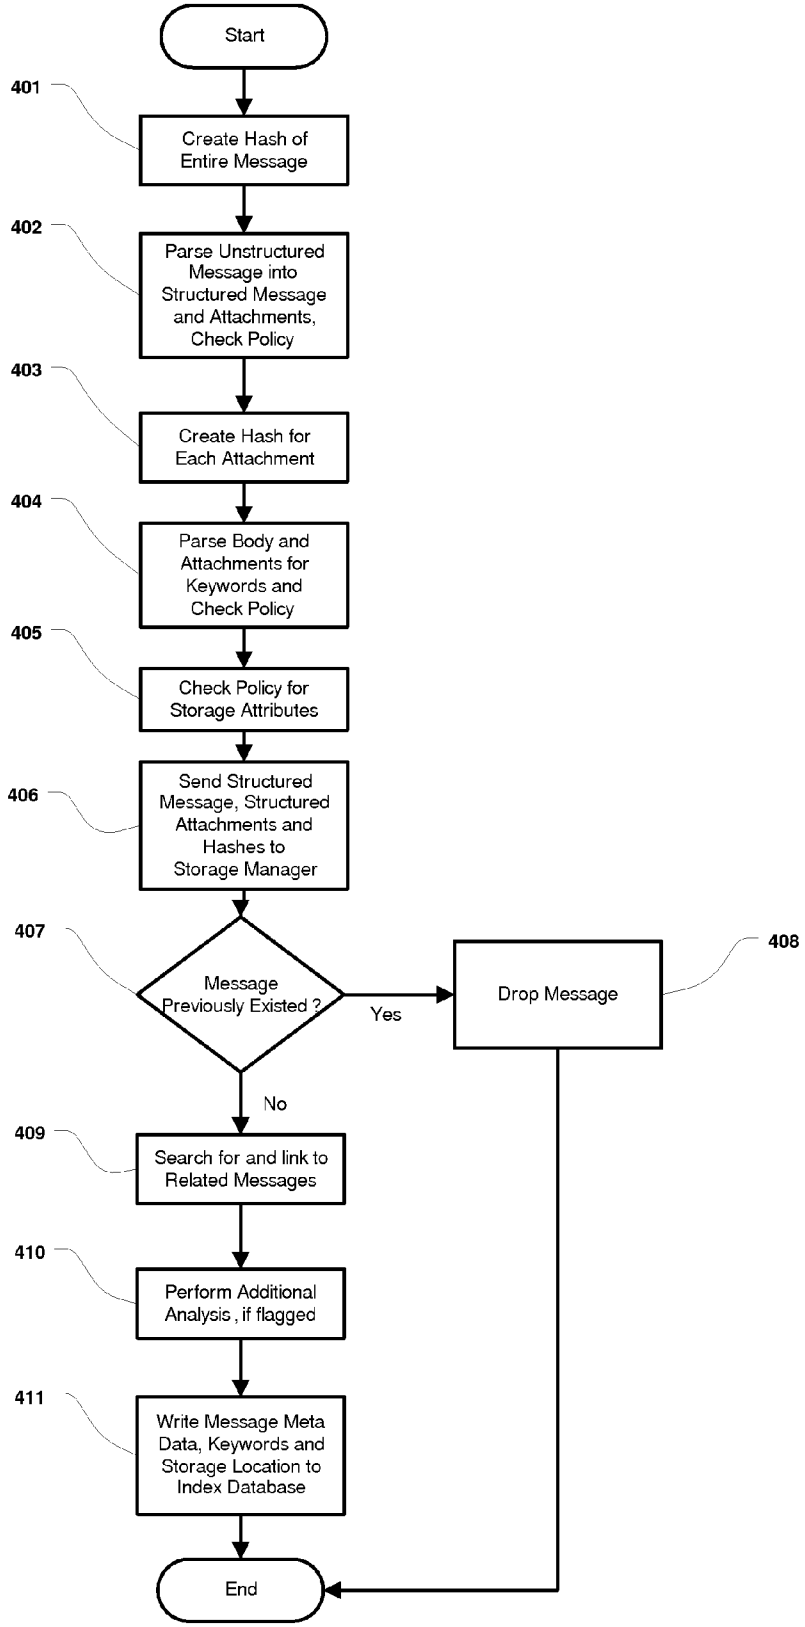 Start
401
Create Hash of
Entire Message
402
Parse Unstructured
Message into
Structured Message
and Attachments,
Check Policy
403
Create Hash for
Each Attachment
404
Parse Body and
Attachments for
Keywords and
Check Policy
405
Check Policy for
Storage Attributes
406
Send Structured
Message, Structured
Attachments and
Hashes to
Storage Manager
407
Message
Previously Existed ?
Yes
408
Drop Message
No
409
Search for and link to
Related Messages
410
Perform Additional
Analysis , if flagged
411
Write Message Meta
Data, Keywords and
Storage Location to
Index Database
End